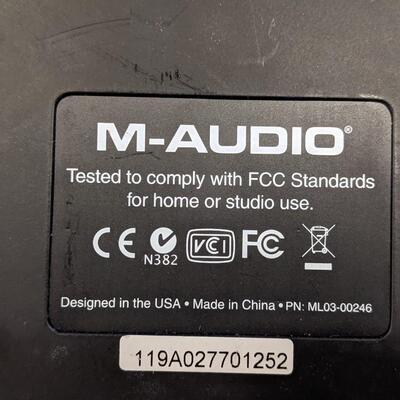 M-AUDIO®
Tested to comply with FCC Standards
for home or studio use.
CE N382 VCI FC
Designed in the USA • Made in China • PN: ML03-00246
119A027701252